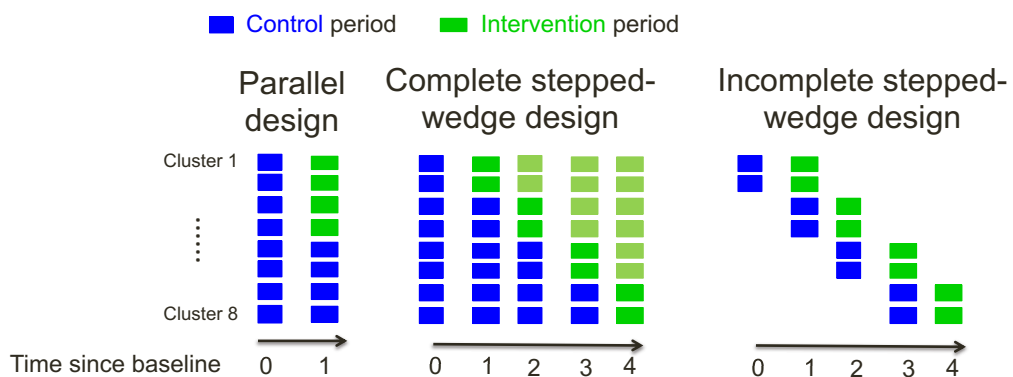 Control period Intervention period
Parallel
design
Complete stepped-
wedge design
Incomplete stepped-
wedge design
Cluster 1
Cluster 8
Time since baseline
0 1
0 1 2 3 4
0 1 2 3 4